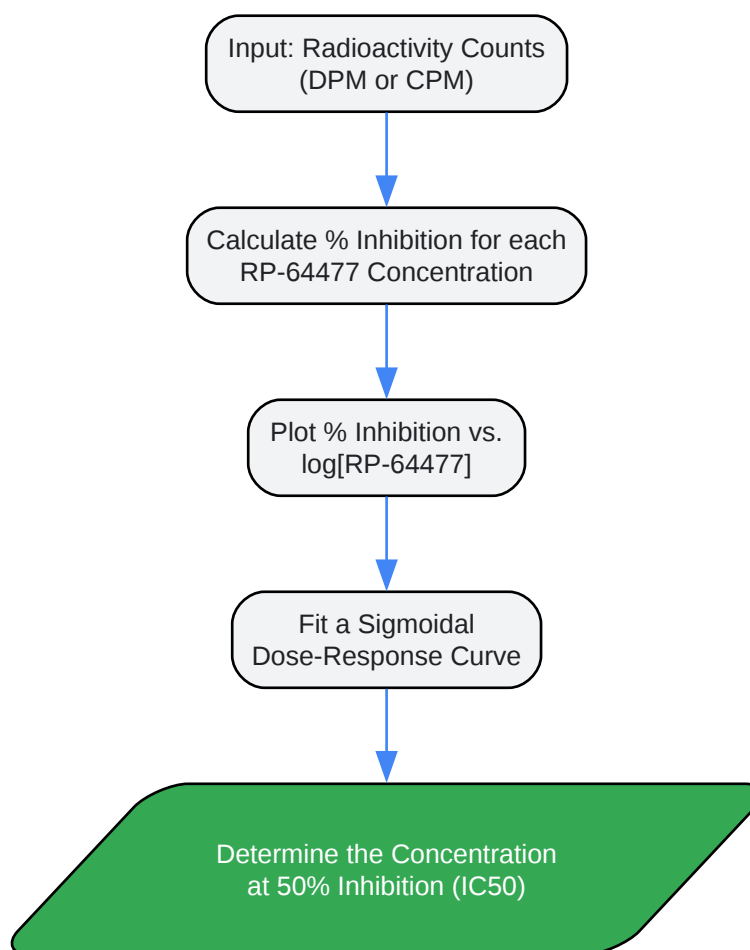 Input: Radioactivity Counts
(DPM or CPM)
Calculate % Inhibition for each
RP-64477 Concentration
Plot % Inhibition vs.
log[RP-64477]
Fit a Sigmoidal
Dose-Response Curve
Determine the Concentration
at 50% Inhibition (IC50)